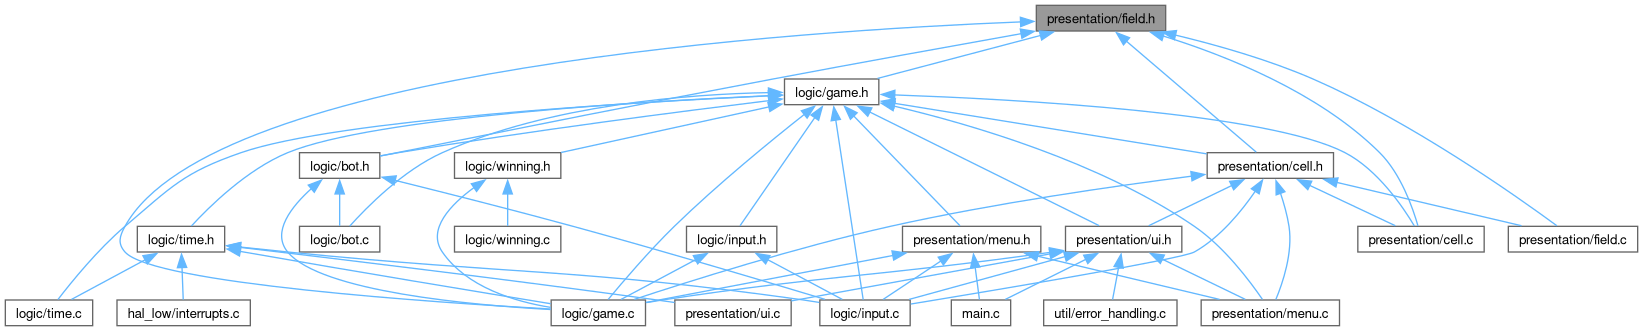 presentation/field.h
logic/game.h
logic/bot.h
logic/winning.h
presentation/cell.h
logic/time.h
logic/bot.c
logic/winning.c
logic/input.h
presentation/menu.h
presentation/ui.h
presentation/cell.c
presentation/field.c
logic/time.c
hal_low/interrupts.c
logic/game.c
presentation/ui.c
logic/input.c
main.c
util/error_handling.c
presentation/menu.c